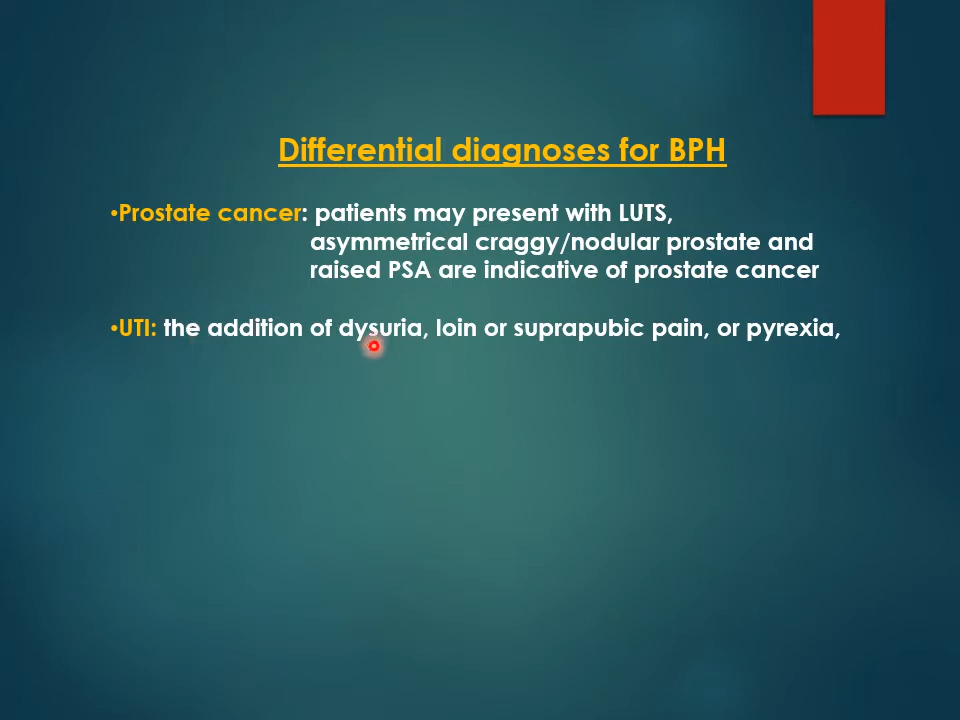 Differential diagnoses for BPH
•Prostate cancer: patients may present with LUTS,
asymmetrical craggy/nodular prostate and
raised PSA are indicative of prostate cancer
•UTI: the addition of dysuria, loin or suprapubic pain, or pyrexia,